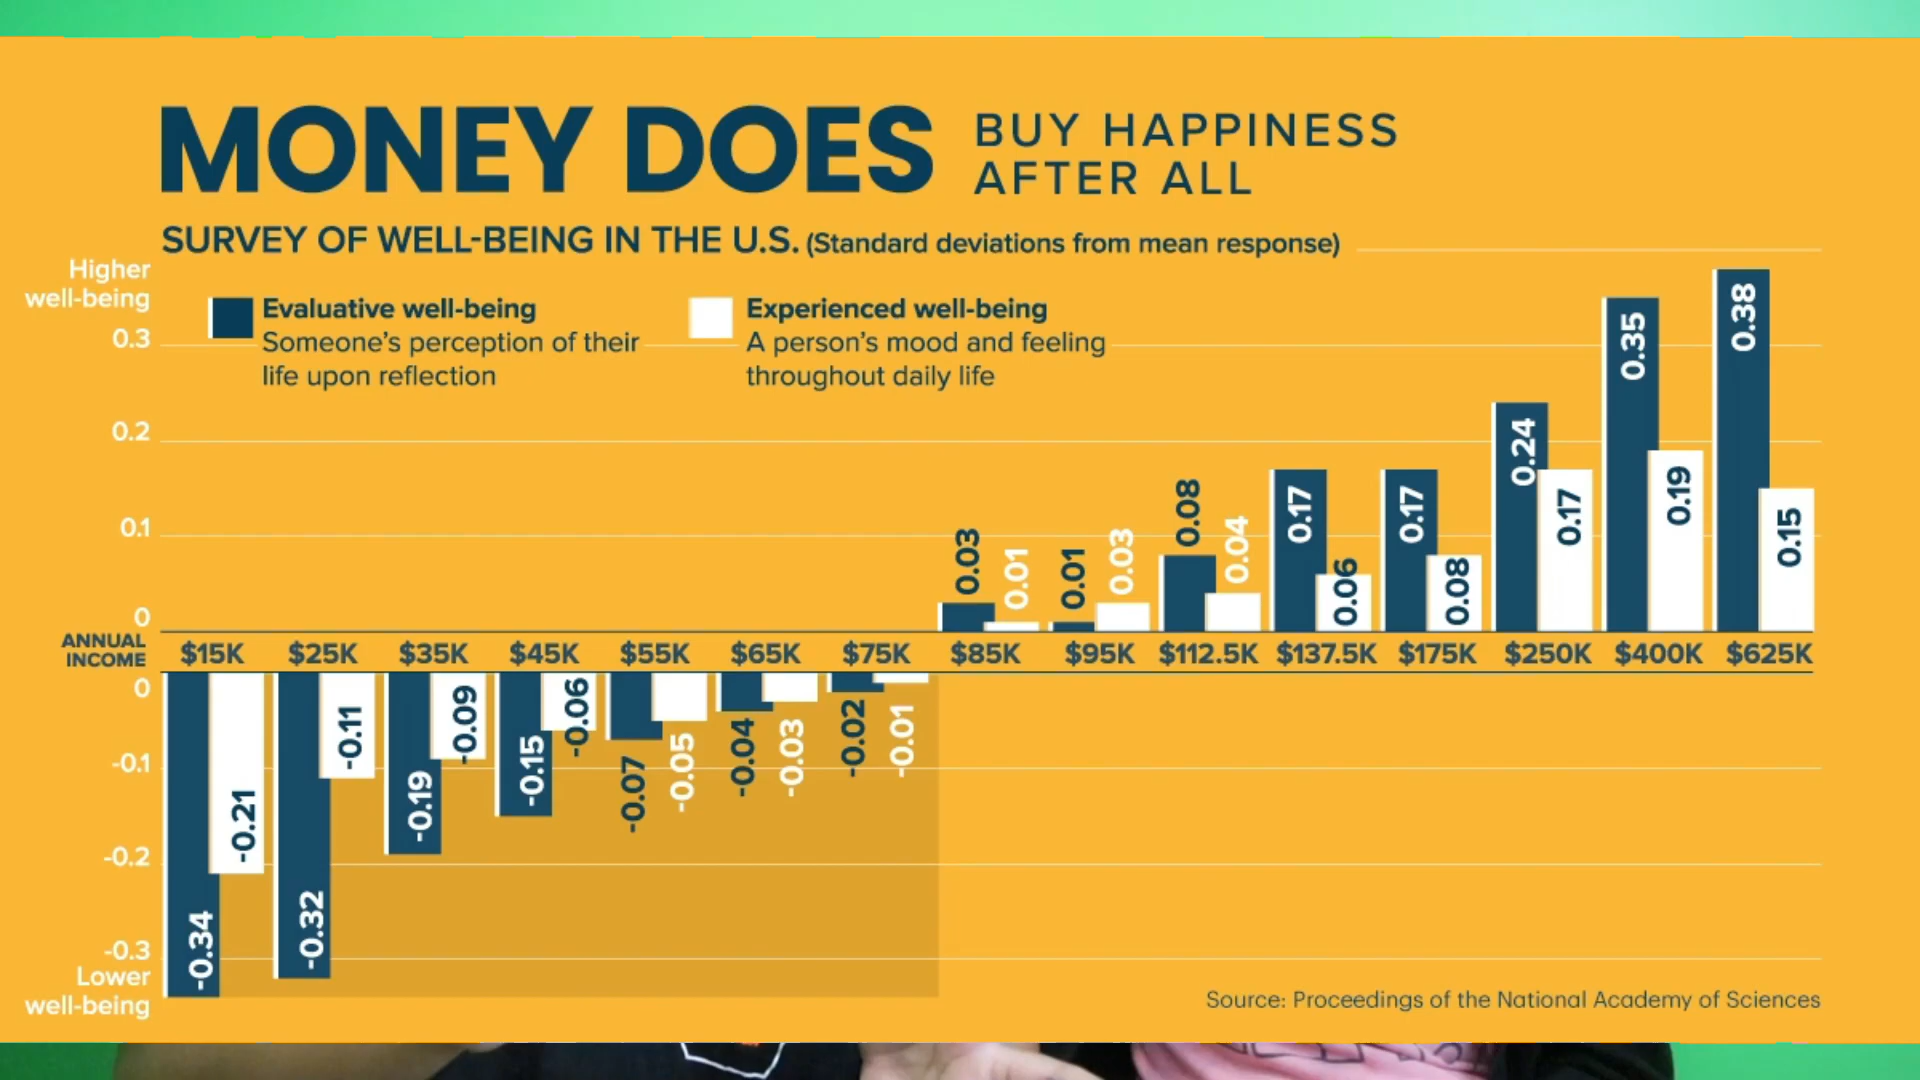 MONEY DOES BUY HAPPINESS
AFTER ALL
SURVEY OF WELL-BEING IN THE U.S. (Standard deviations from mean response)
Higher
well-being
Evaluative well-being
Someone's perception of their
life upon reflection
Experienced well-being
A person's mood and feeling
throughout daily life
0.3
0.2
0.1
0
0.03 0.01 0.01 0.03 0.08 0.04 0.17 0.06 0.17 0.08 0.24 0.17 0.35 0.19 0.38 0.15
ANNUAL
INCOME
$15K $25K $35K $45K $55K $65K $75K $85K $95K $112.5K $137.5K $175K $250K $400K $625K
0
-0.1
-0.2
-0.3
-0.34 -0.21 -0.32 -0.11 -0.19 -0.09 -0.15 -0.06 -0.07 -0.05 -0.04 -0.03 -0.02 -0.01
Lower
well-being
Source: Proceedings of the National Academy of Sciences